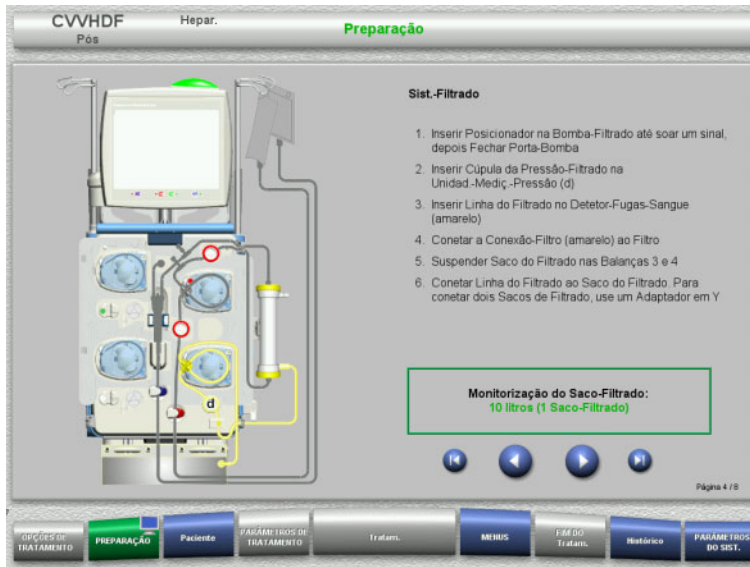 CVVHDF Hepar.
Pós
Preparação
Sist.-Filtrado
1. Inserir Posicionador na Bomba-Filtrado até soar um sinal,
depois Fechar Porta-Bomba
2. Inserir Cúpula da Pressão-Filtrado na
Unidad.-Mediç.-Pressão (d)
3. Inserir Linha do Filtrado no Detetor-Fugas-Sangue
(amarelo)
4. Conetar a Conexão-Filtro (amarelo) ao Filtro
5. Suspender Saco do Filtrado nas Balanças 3 e 4
6. Conetar Linha do Filtrado ao Saco do Filtrado. Para
conetar dois Sacos de Filtrado, use um Adaptador em Y
d
Monitorização do Saco-Filtrado:
10 litros (1 Saco-Filtrado)
Página 4 / 8
OPÇÕES DE
TRATAMENTO
PREPARAÇÃO
Paciente
PARÂMETROS DE
TRATAMENTO
Tratam.
MENUS
FIM DO
Tratam.
Histórico
PARÂMETROS
DO SIST.